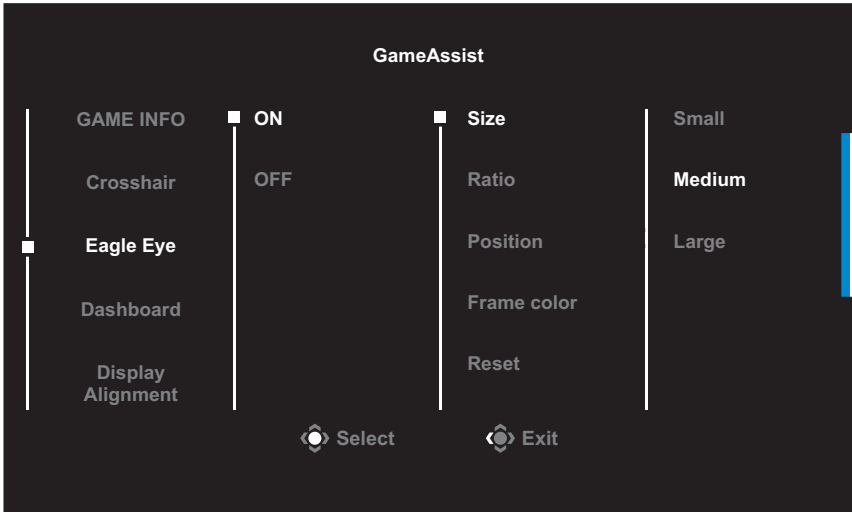 GameAssist
GAME INFO
ON
Size
Small
Crosshair
OFF
Ratio
Medium
Eagle Eye
Position
Large
Dashboard
Frame color
Display
Alignment
Reset
Select
Exit